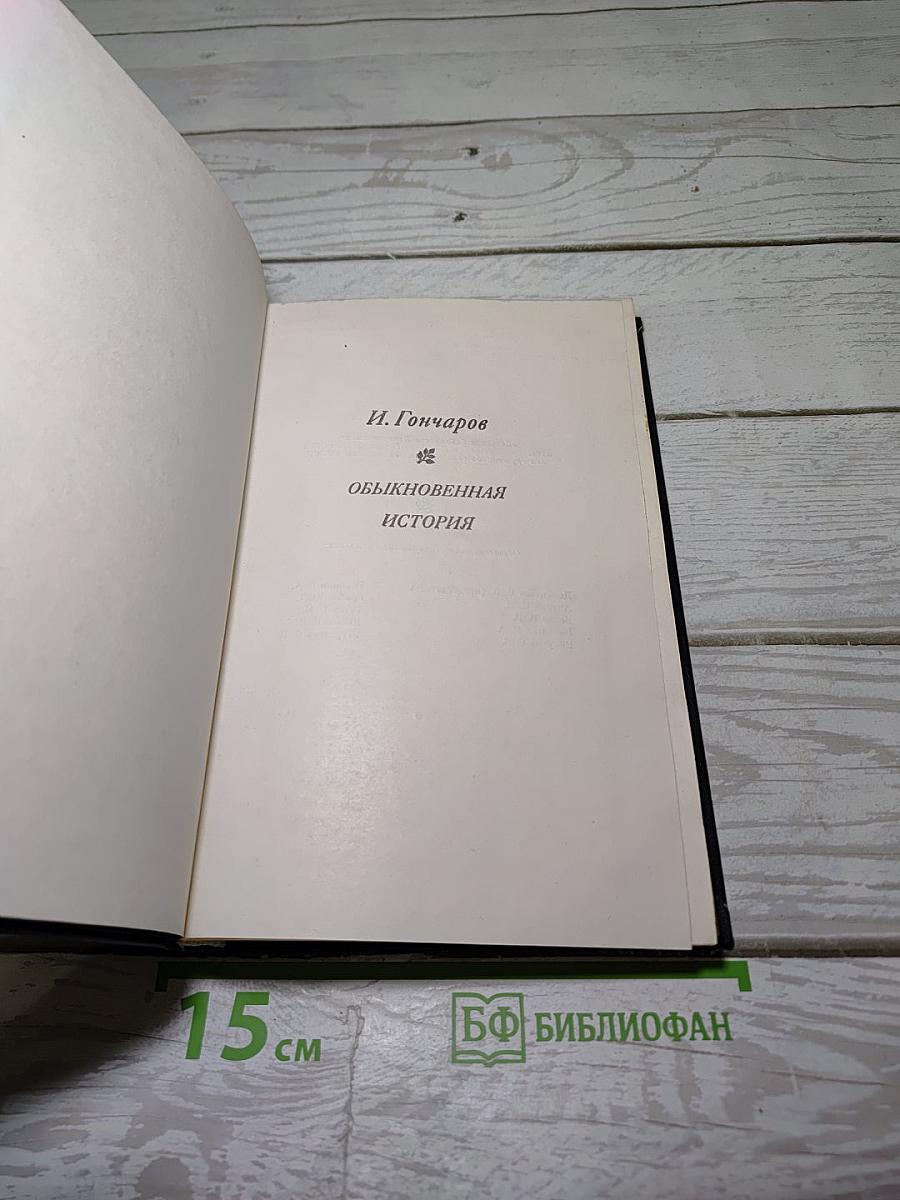 И. Гончаров
ОБЫКНОВЕННАЯ
ИСТОРИЯ
15 см
БФ БИБЛИОФАН